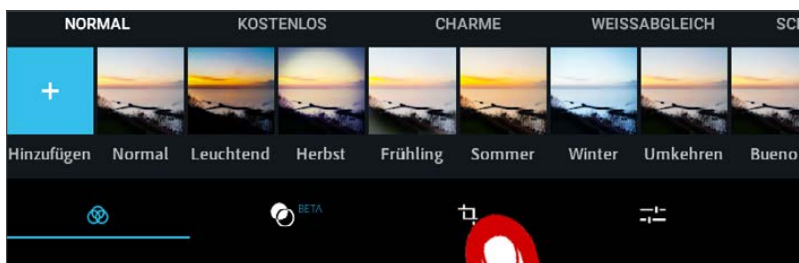 NORMAL KOSTENLOS CHARME WEISSABGLEICH
Hinzufügen Normal Leuchtend Herbst Frühling Sommer Winter Umkehren Bueno
BETA